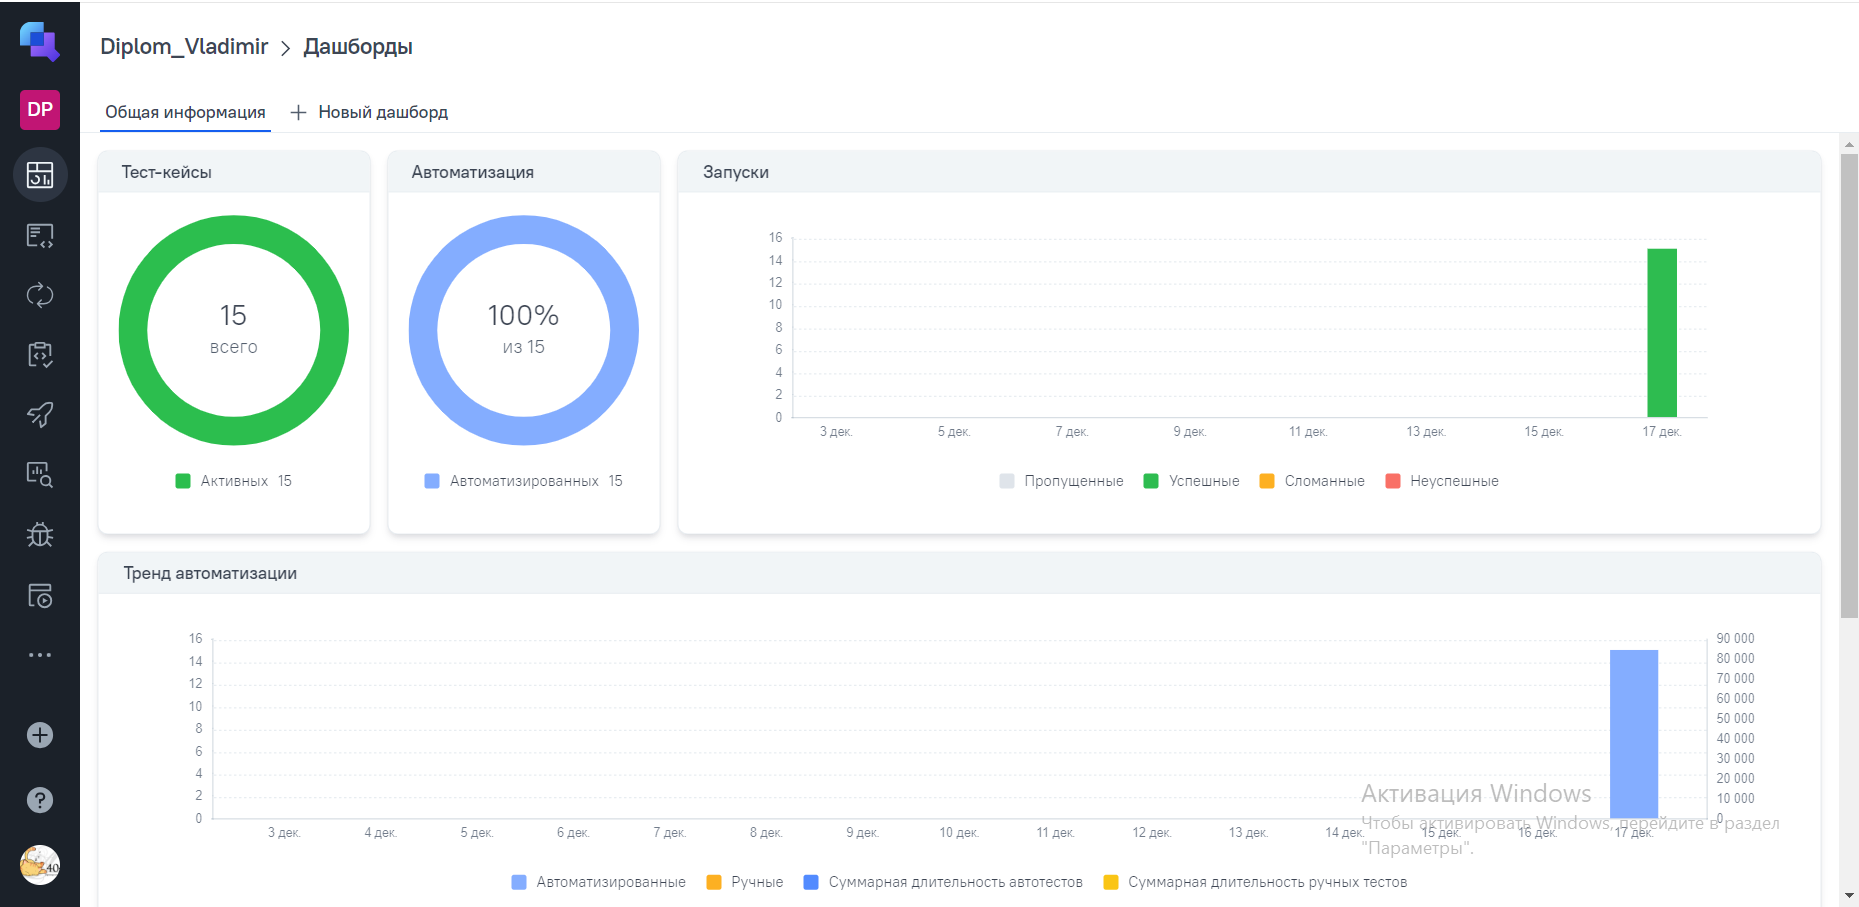 Diplom_Vladimir > Дашборды
DP
Общая информация + Новый дашборд
Тест-кейсы
15
всего
Активных 15
Автоматизация
100%
из 15
Автоматизированных 15
Запуски
16
14
12
10
8
6
4
2
0
3 дек. 5 дек. 7 дек. 9 дек. 11 дек. 13 дек. 15 дек. 17 дек.
Пропущенные Успешные Сломанные Неуспешные
Тренд автоматизации
16 90 000
14 80 000
12 70 000
10 60 000
8 50 000
6 40 000
4 30 000
2 20 000
0 10 000
0
3 дек. 4 дек. 5 дек. 6 дек. 7 дек. 8 дек. 9 дек. 10 дек. 11 дек. 12 дек. 13 дек. 14 дек. 15 дек. 16 дек. 17 дек.
Автоматизированные Ручные Суммарная длительность автотестов Суммарная длительность ручных тестов
Активация Windows
Чтобы активировать Windows, перейдите в раздел
"Параметры".
40